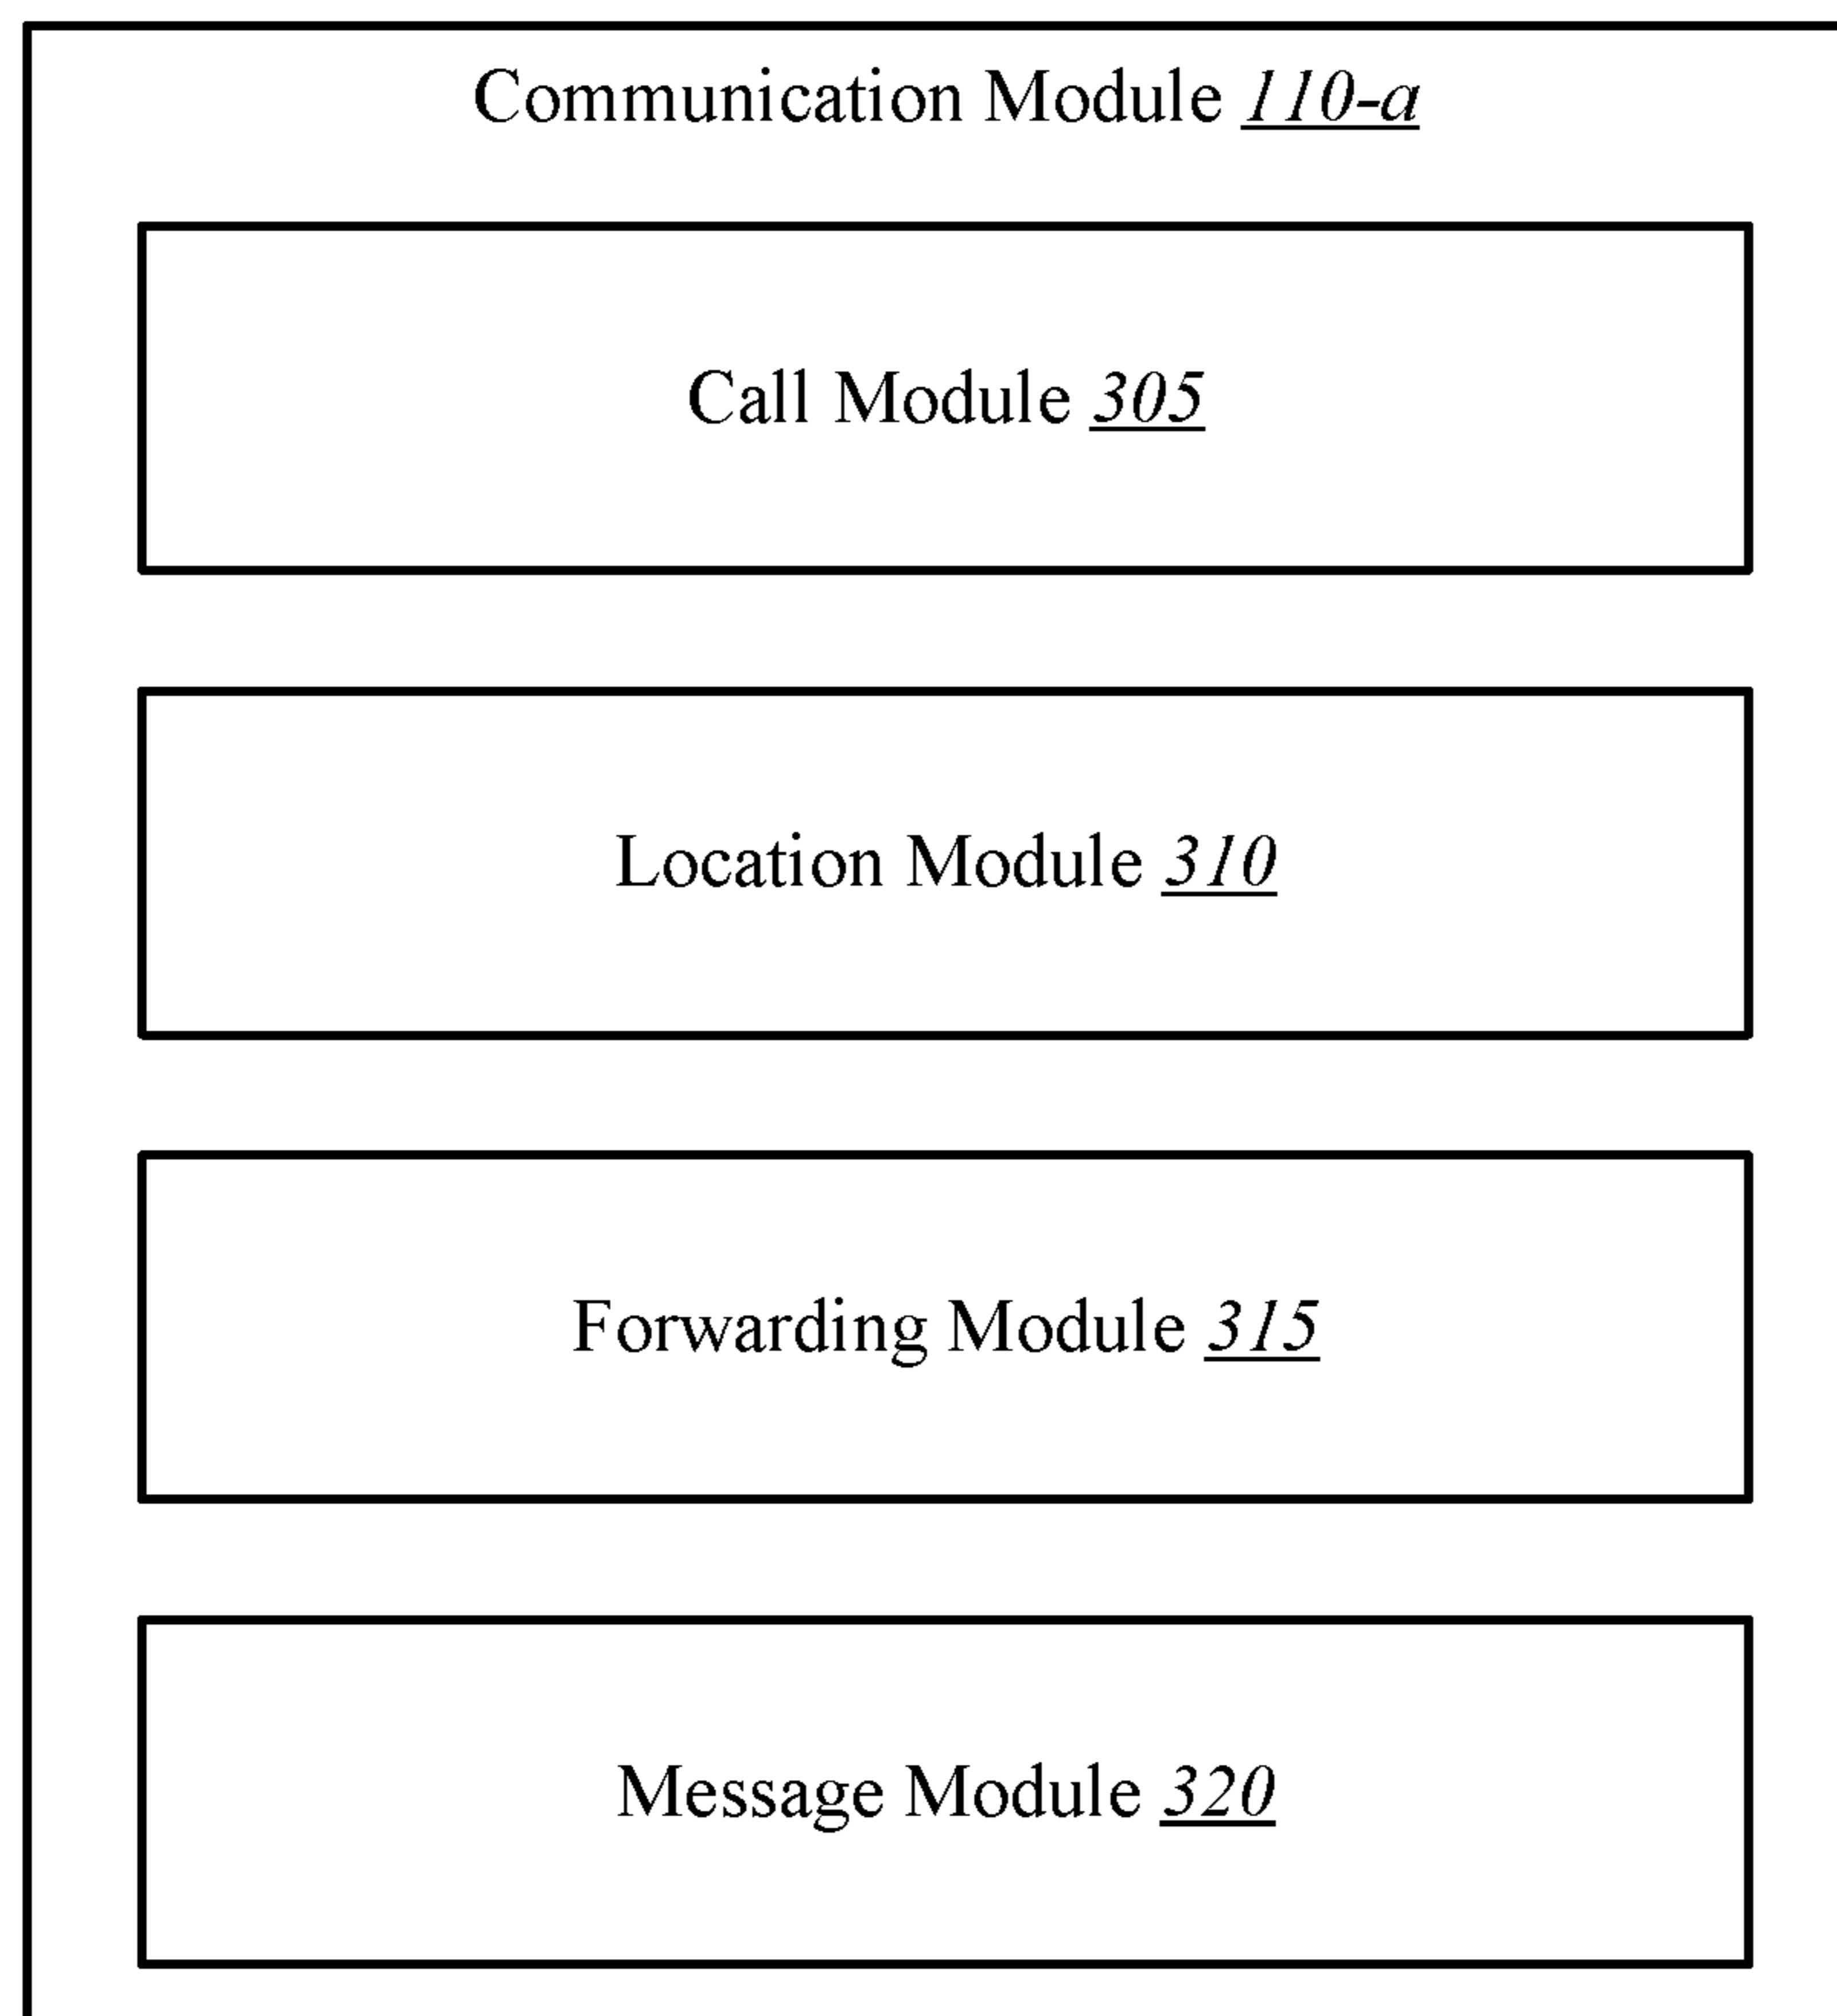 Communication Module 110-a
Call Module 305
Location Module 310
Forwarding Module 315
Message Module 320